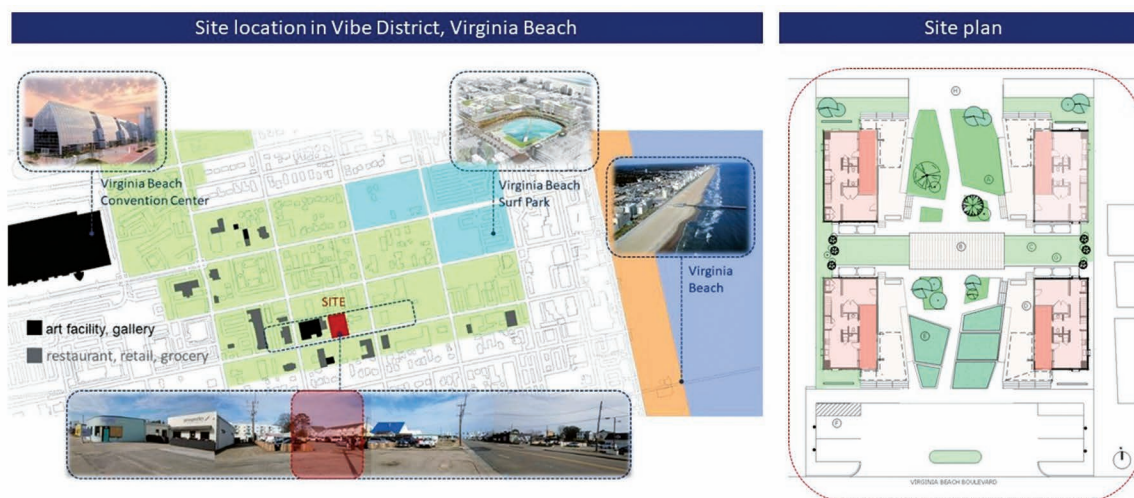 Site location in Vibe District, Virginia Beach
Site plan
Virginia Beach
Convention Center
Virginia Beach
Surf Park
Virginia
Beach
SITE
art facility, gallery
restaurant, retail, grocery
H
A
B
C
G
D
E
F
VIRGINIA BEACH BOULEVARD